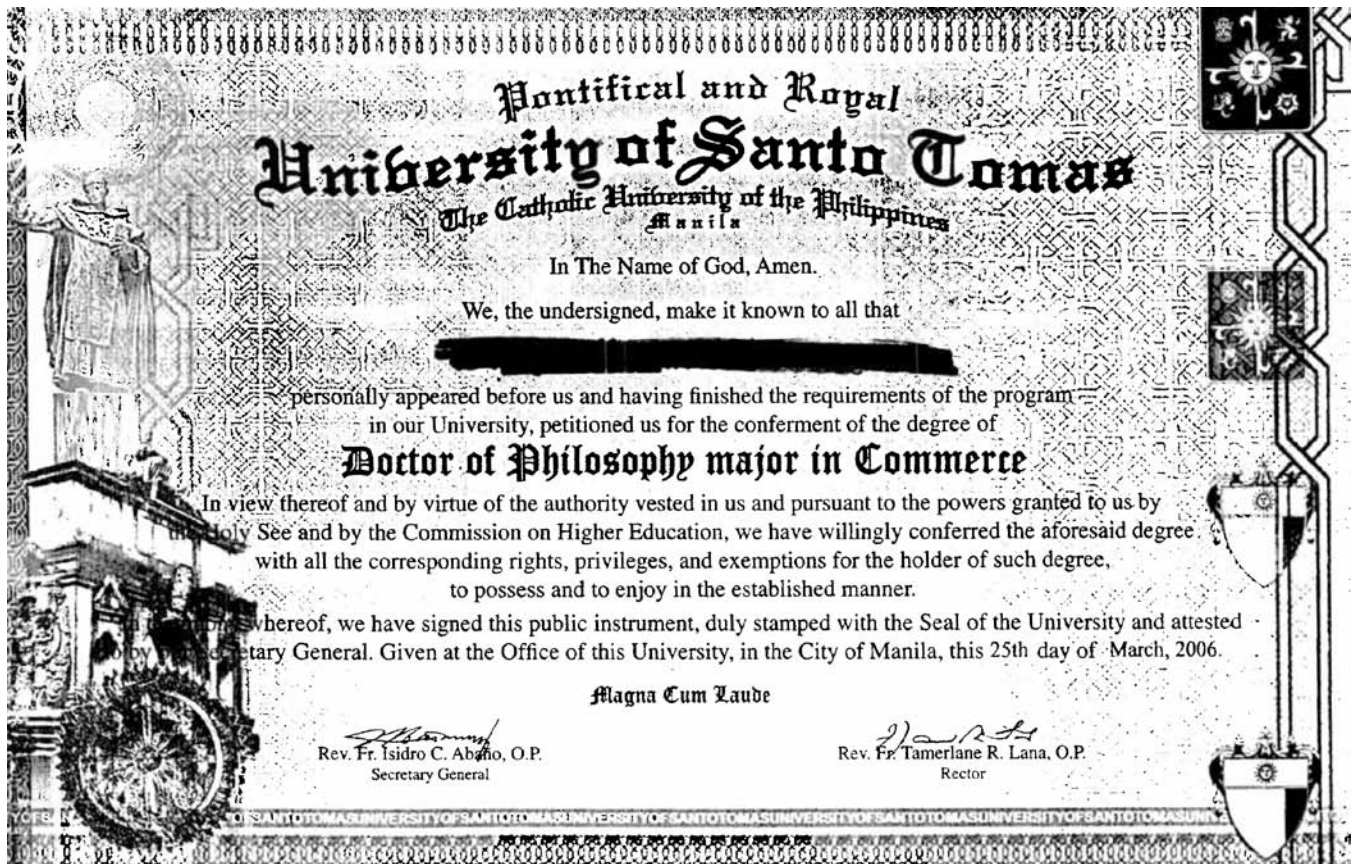 Pontifical and Royal
University of Santo Tomas
The Catholic University of the Philippines
Manila
In The Name of God, Amen.
We, the undersigned, make it known to all that
personally appeared before us and having finished the requirements of the program
in our University, petitioned us for the conferment of the degree of
Doctor of Philosophy major in Commerce
In view thereof and by virtue of the authority vested in us and pursuant to the powers granted to us by
the Holy See and by the Commission on Higher Education, we have willingly conferred the aforesaid degree
with all the corresponding rights, privileges, and exemptions for the holder of such degree,
to possess and to enjoy in the established manner.
whereof, we have signed this public instrument, duly stamped with the Seal of the University and attested
by Secretary General. Given at the Office of this University, in the City of Manila, this 25th day of March, 2006.
Magna Cum Laude
Rev. Fr. Isidro C. Abaño, O.P.
Secretary General
Rev. Fr. Tamerlane R. Lana, O.P.
Rector
SANTOTOMASUNIVERSITYOFSANTOTOMASUNIVERSITYOFSANTOTOMASUNIVERSITYOFSANTOTOMASUNIVERSITYOFSANTOTOMASUNI